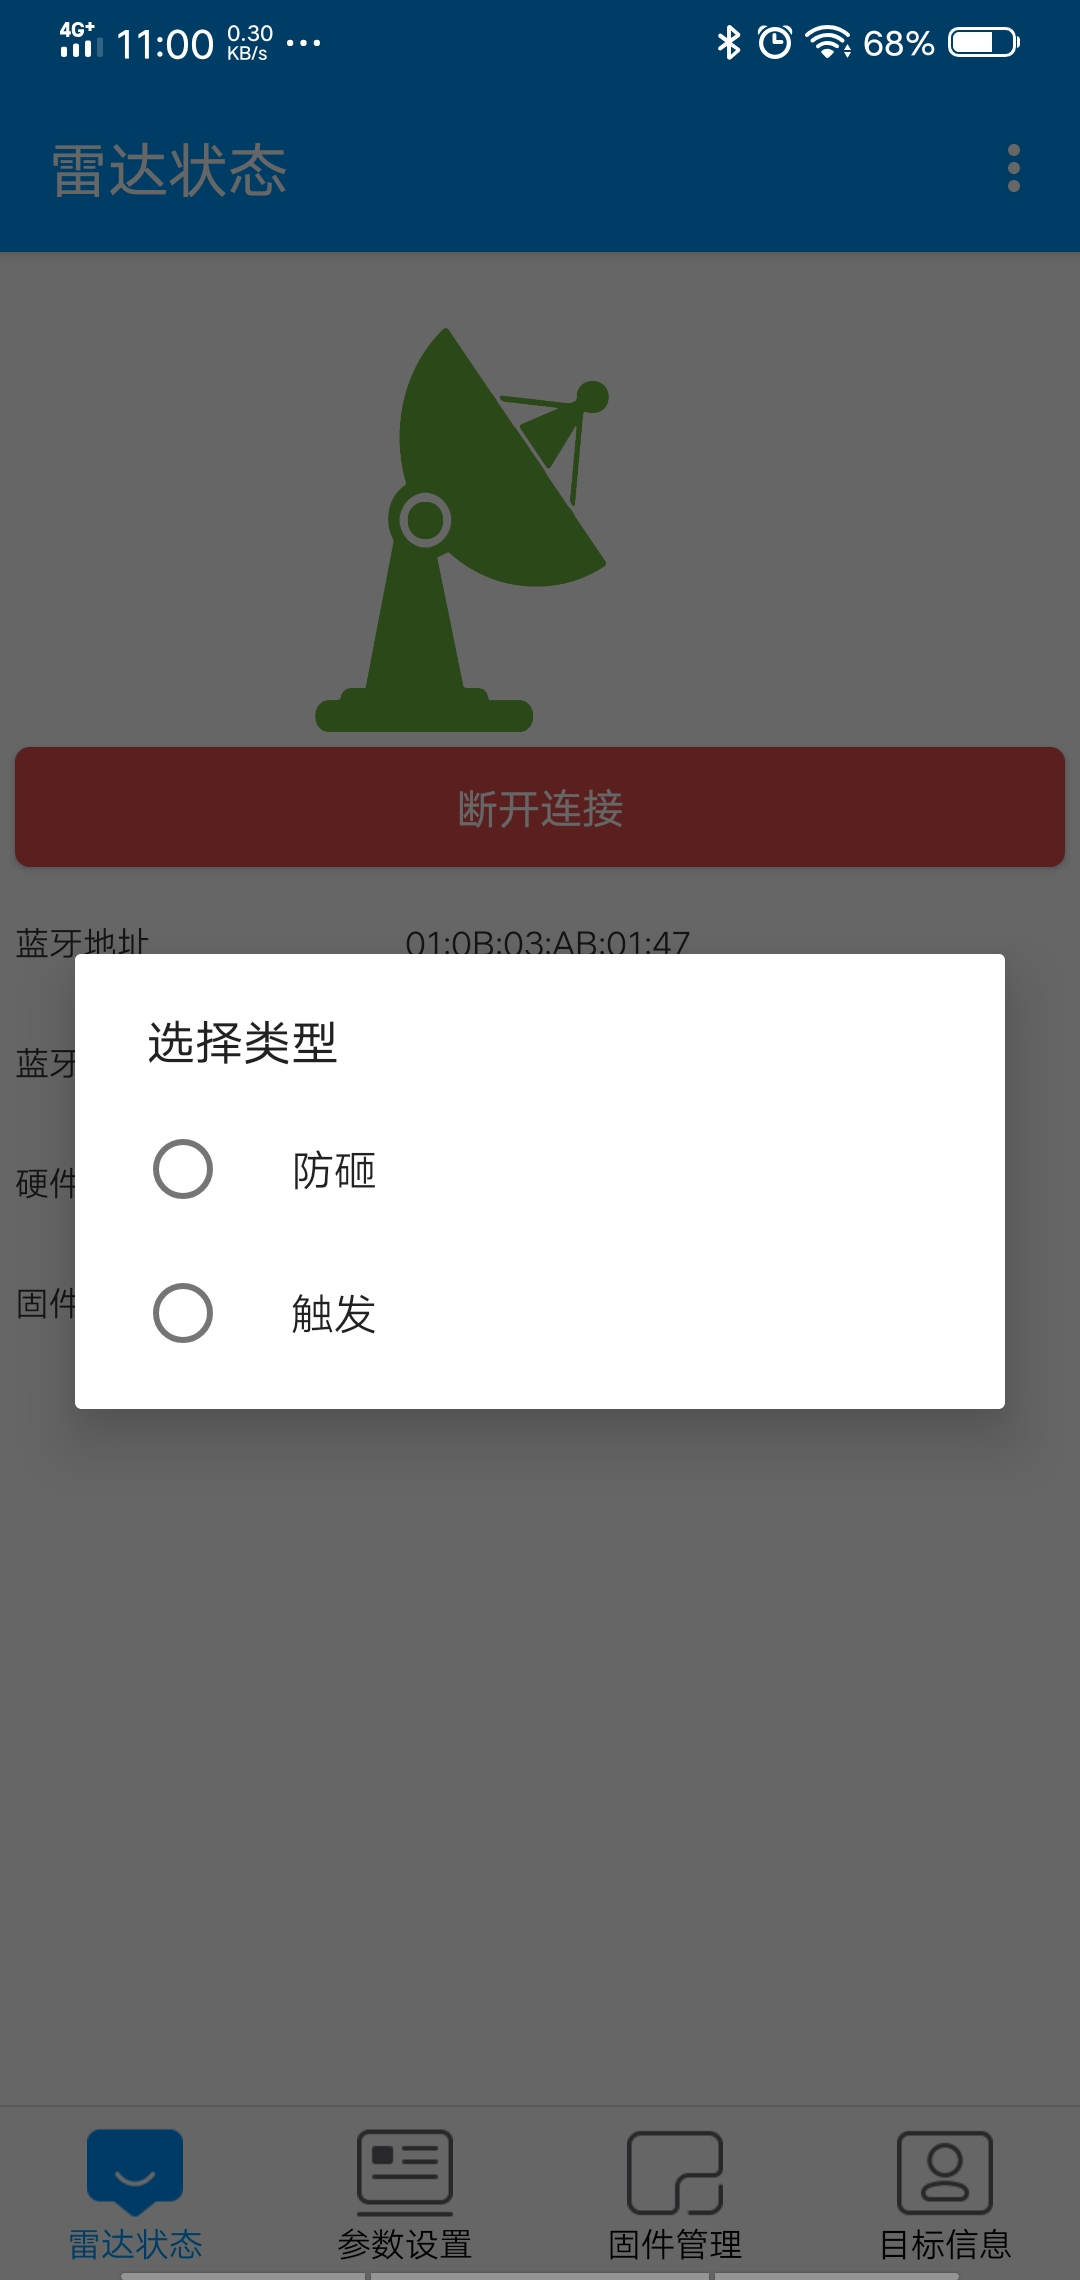 4G+ 11:00 0.30 KB/s ... 68%
雷达状态
断开连接
蓝牙地址 01:0B:03:AB:01:47
选择类型
蓝牙
防砸
硬件
触发
固件
雷达状态 参数设置 固件管理 目标信息